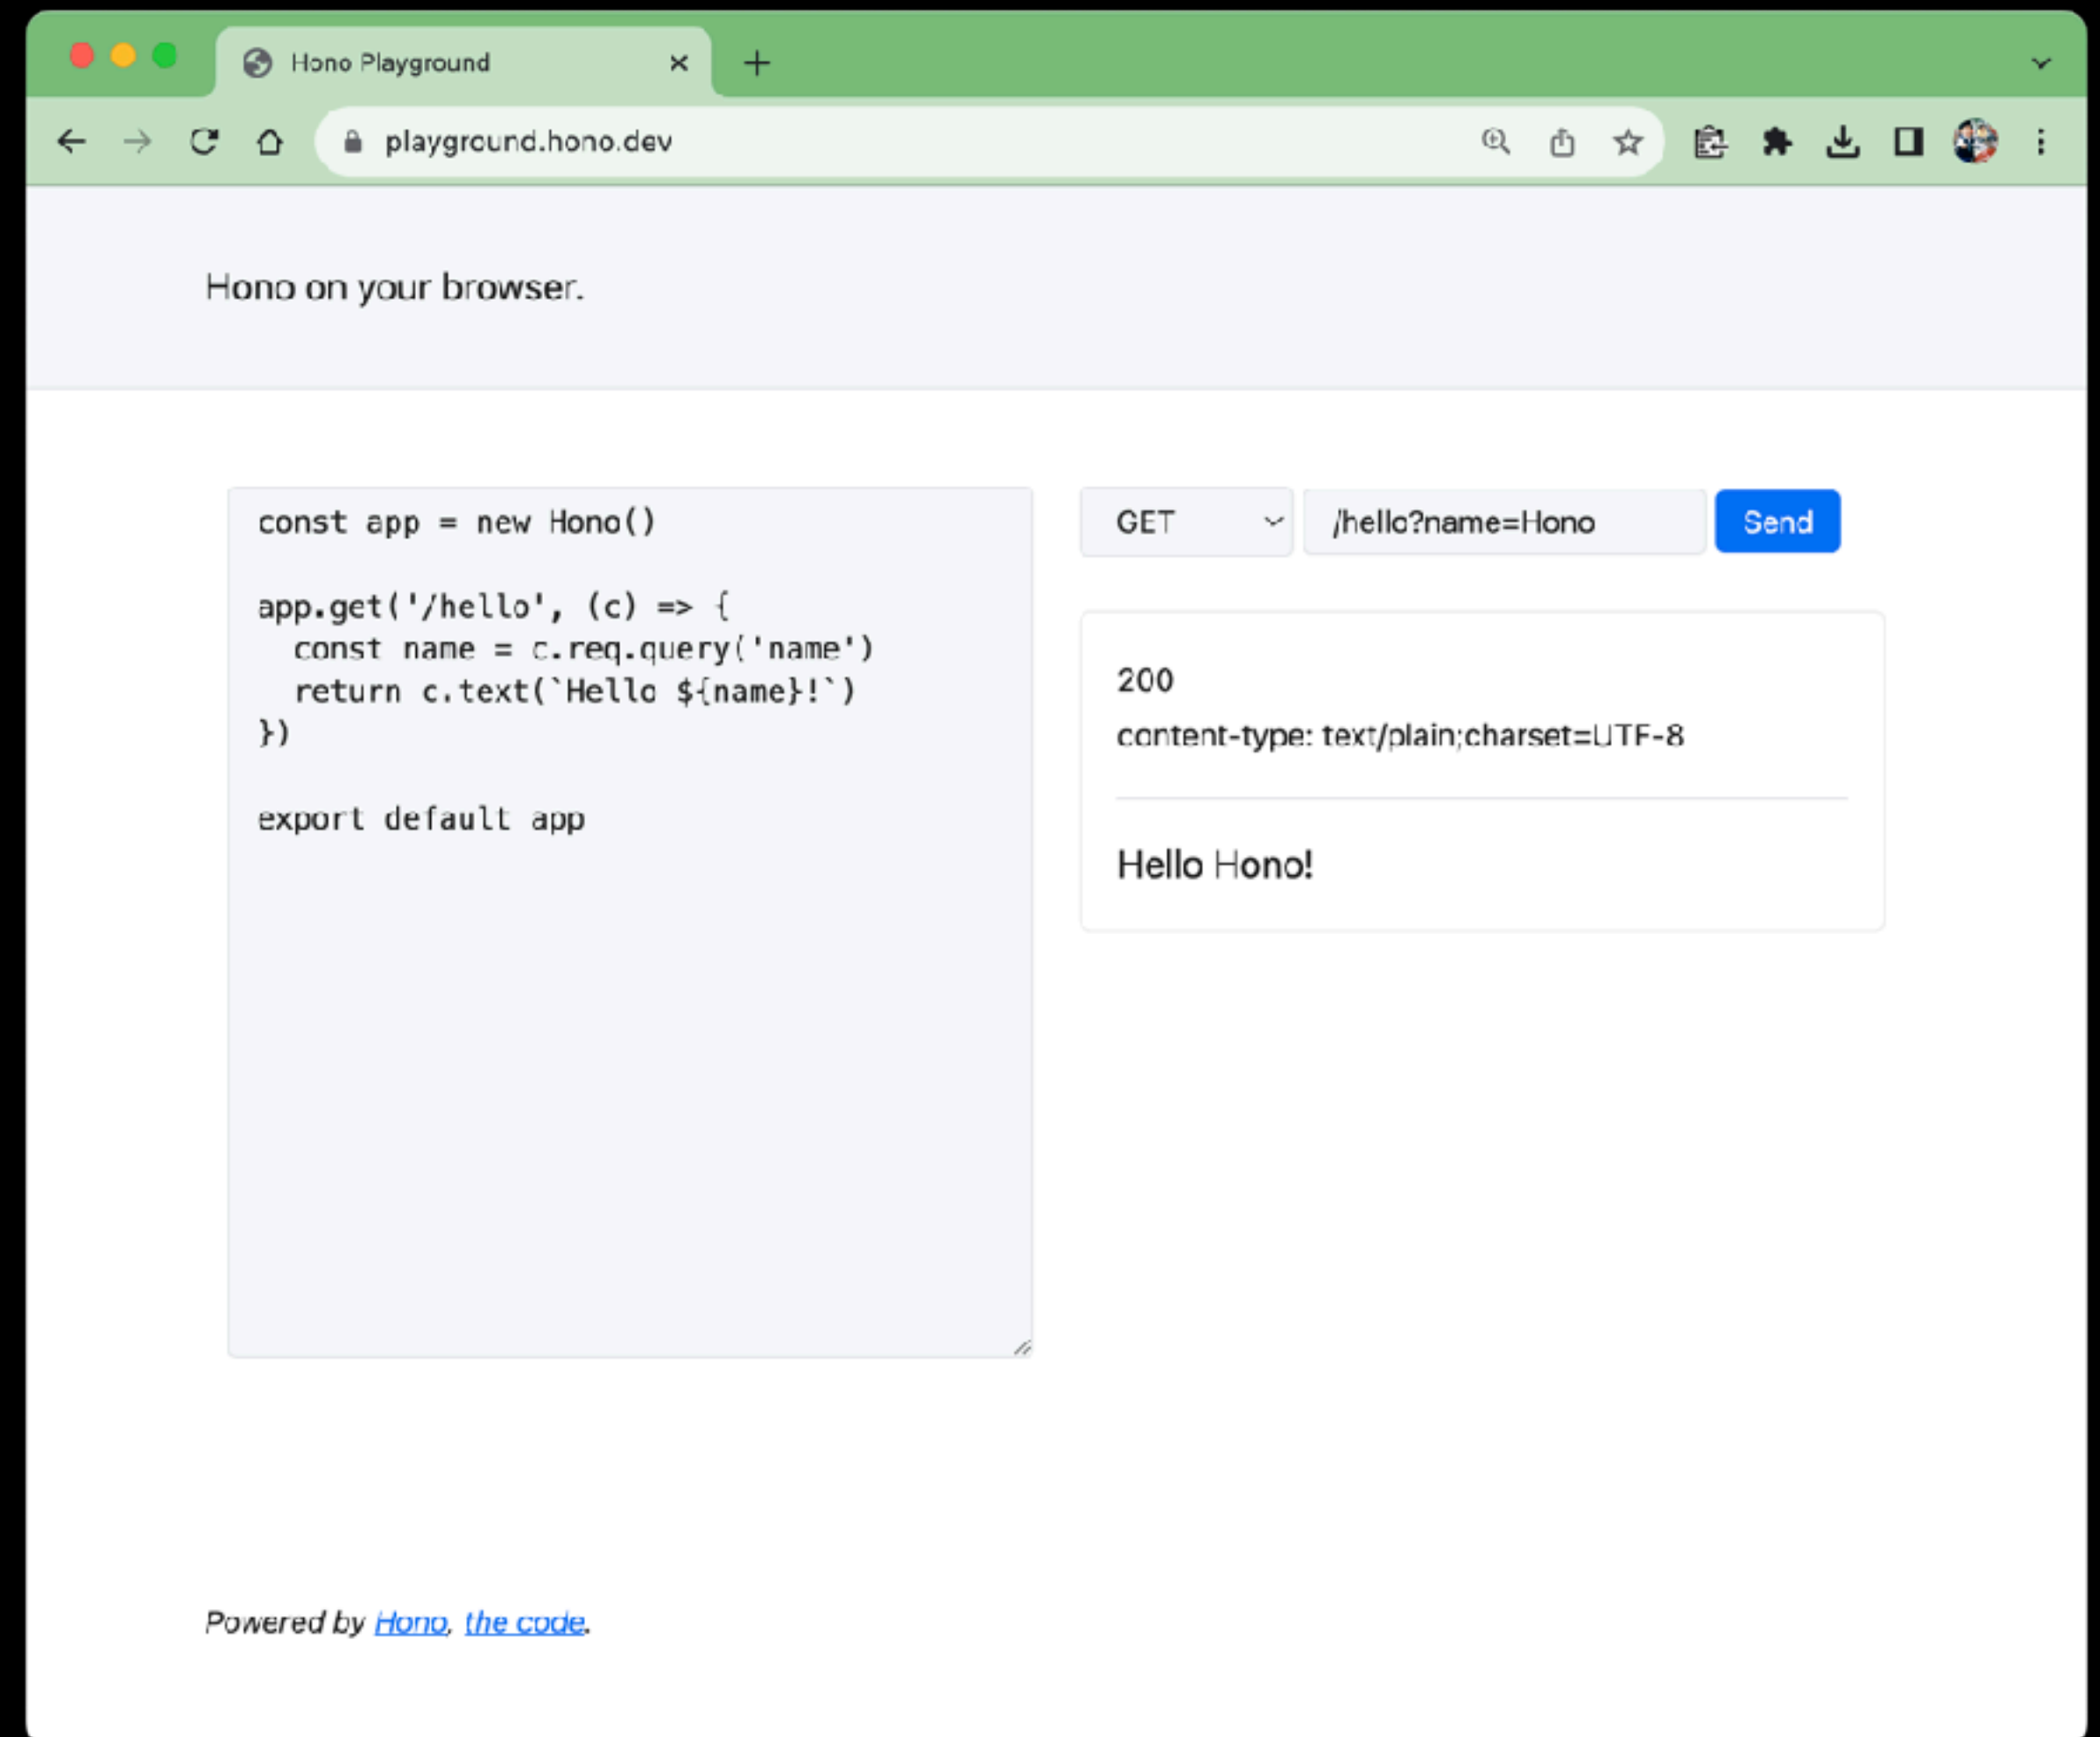 Hono Playground
playground.hono.dev
Hono on your browser.
const app = new Hono()
app.get('/hello', (c) => {
  const name = c.req.query('name')
  return c.text(`Hello ${name}!`)
})
export default app
GET
/hello?name=Hono
Send
200
content-type: text/plain;charset=UTF-8
Hello Hono!
Powered by Hono, the code.